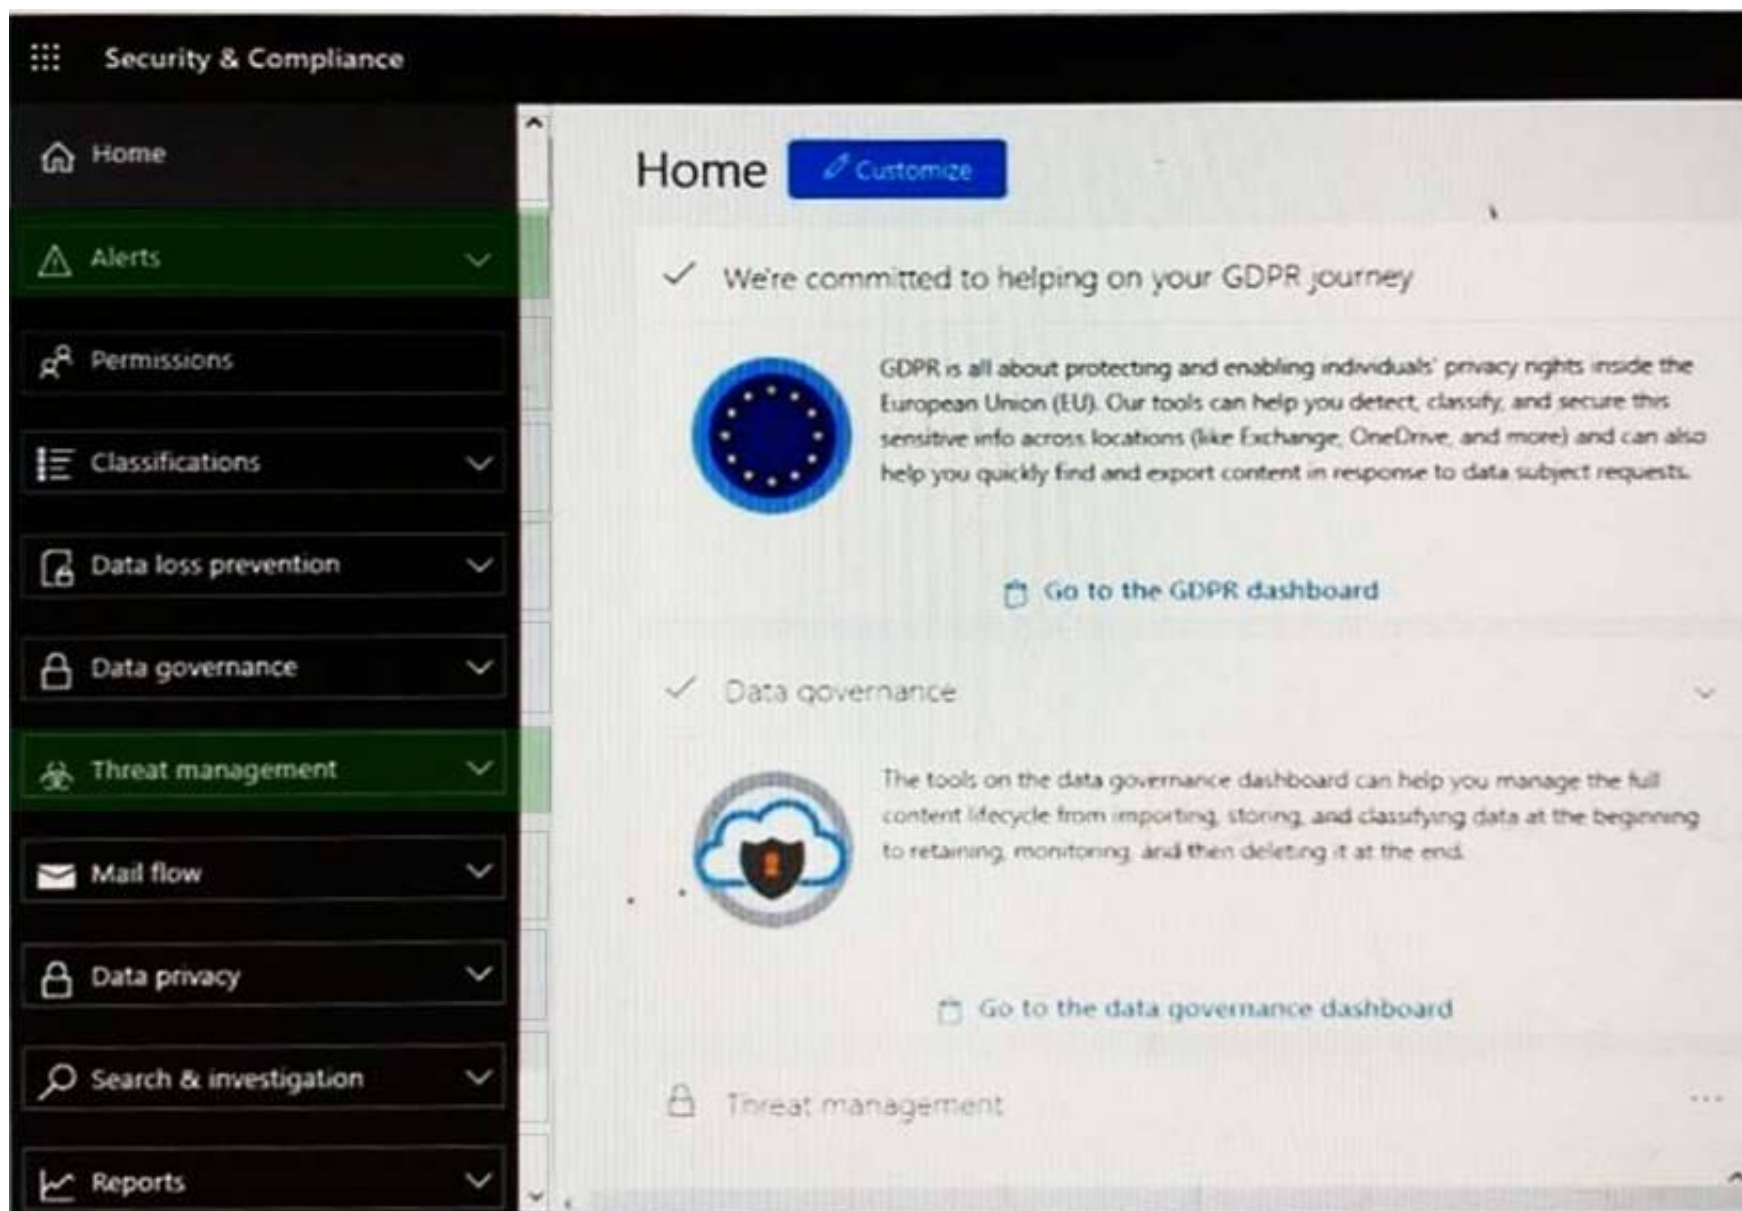 Security & Compliance
Home
Alerts
Permissions
Classifications
Data loss prevention
Data governance
Threat management
Mail flow
Data privacy
Search & investigation
Reports
Home
Customize
We're committed to helping on your GDPR journey
GDPR is all about protecting and enabling individuals' privacy rights inside the
European Union (EU). Our tools can help you detect, classify, and secure this
sensitive info across locations (like Exchange, OneDrive, and more) and can also
help you quickly find and export content in response to data subject requests.
Go to the GDPR dashboard
Data governance
The tools on the data governance dashboard can help you manage the full
content lifecycle from importing, storing, and classifying data at the beginning
to retaining, monitoring, and then deleting it at the end.
Go to the data governance dashboard
Threat management